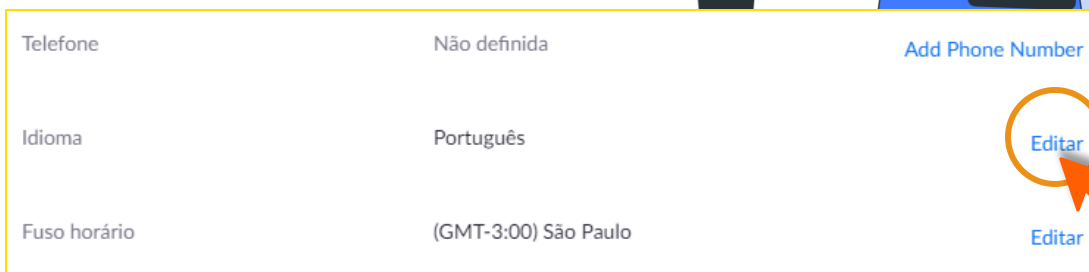 Telefone Não definida Add Phone Number
Idioma Português Editar
Fuso horário (GMT-3:00) São Paulo Editar